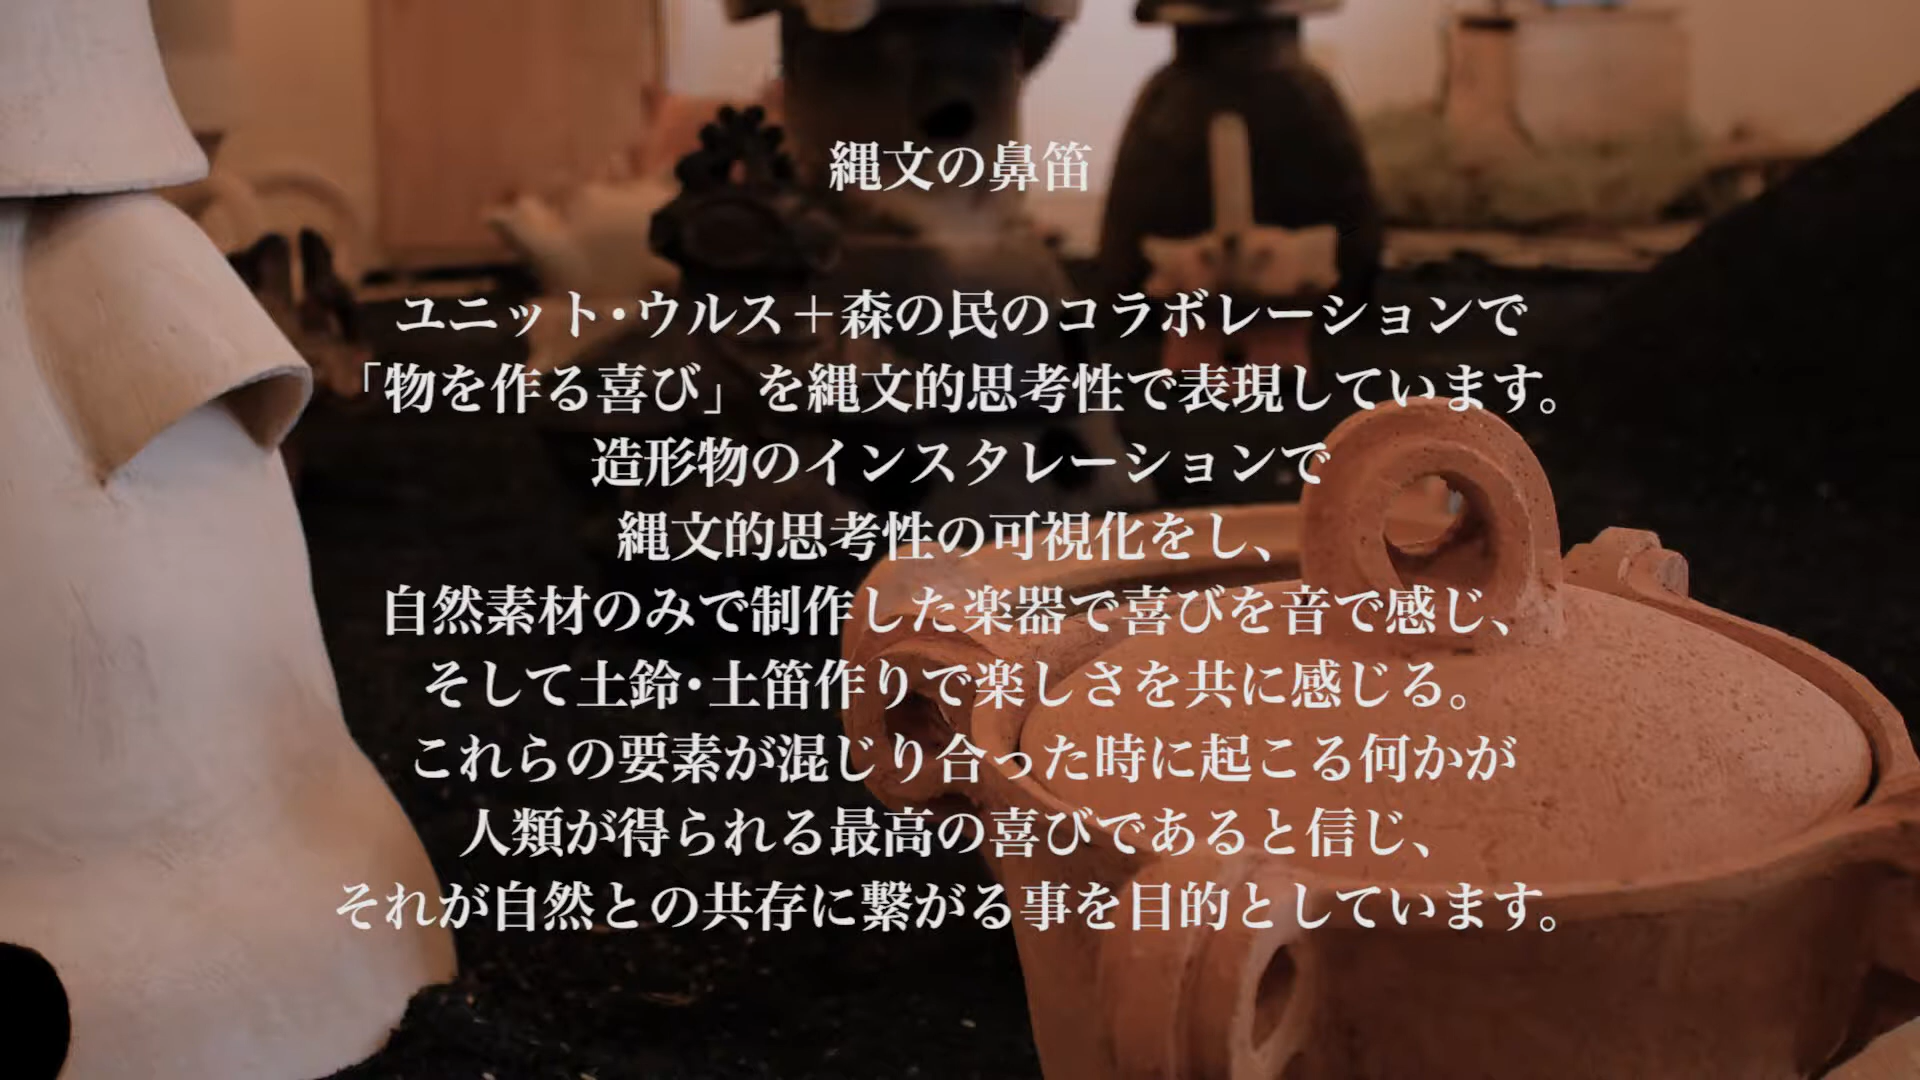 縄文の鼻笛
ユニット・ウルス＋森の民のコラボレーションで
「物を作る喜び」を縄文的思考性で表現しています。
造形物のインスタレーションで
縄文的思考性の可視化をし、
自然素材のみで制作した楽器で喜びを音で感じ、
そして土鈴・土笛作りで楽しさを共に感じる。
これらの要素が混じり合った時に起こる何かが
人類が得られる最高の喜びであると信じ、
それが自然との共存に繋がる事を目的としています。